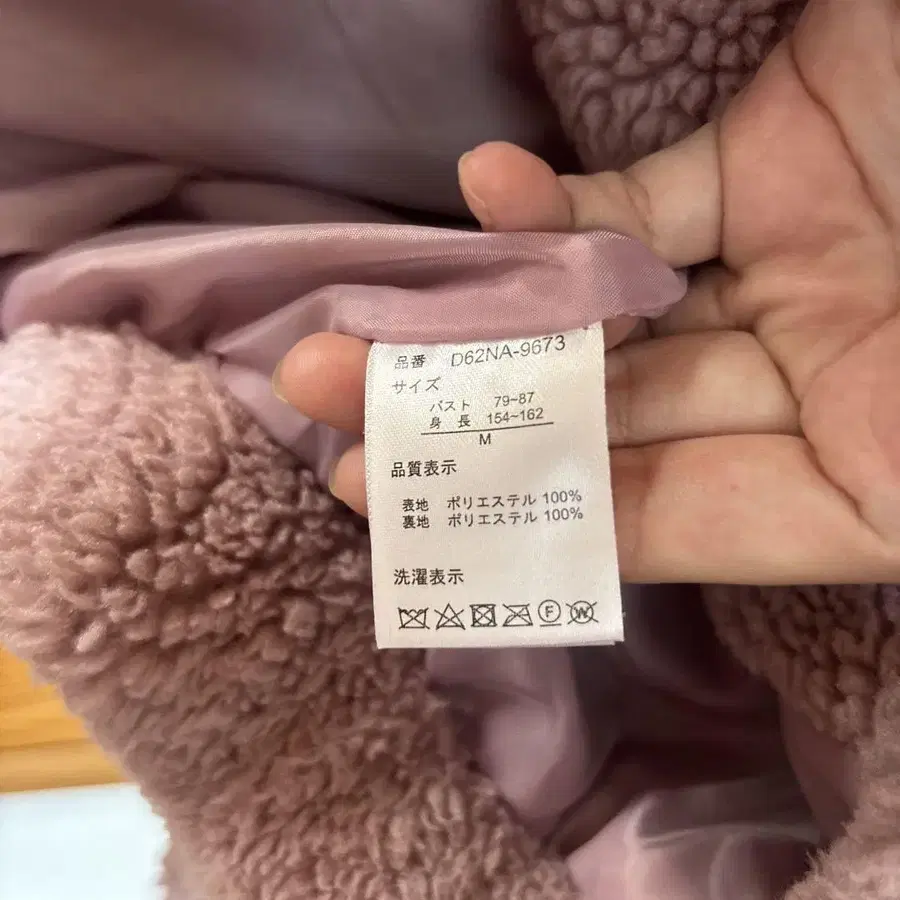 品番 D62NA-9673
サイズ
バスト 79~87
身長 154~162
M
品質表示
表地 ポリエステル 100%
裏地 ポリエステル 100%
洗濯表示
F W